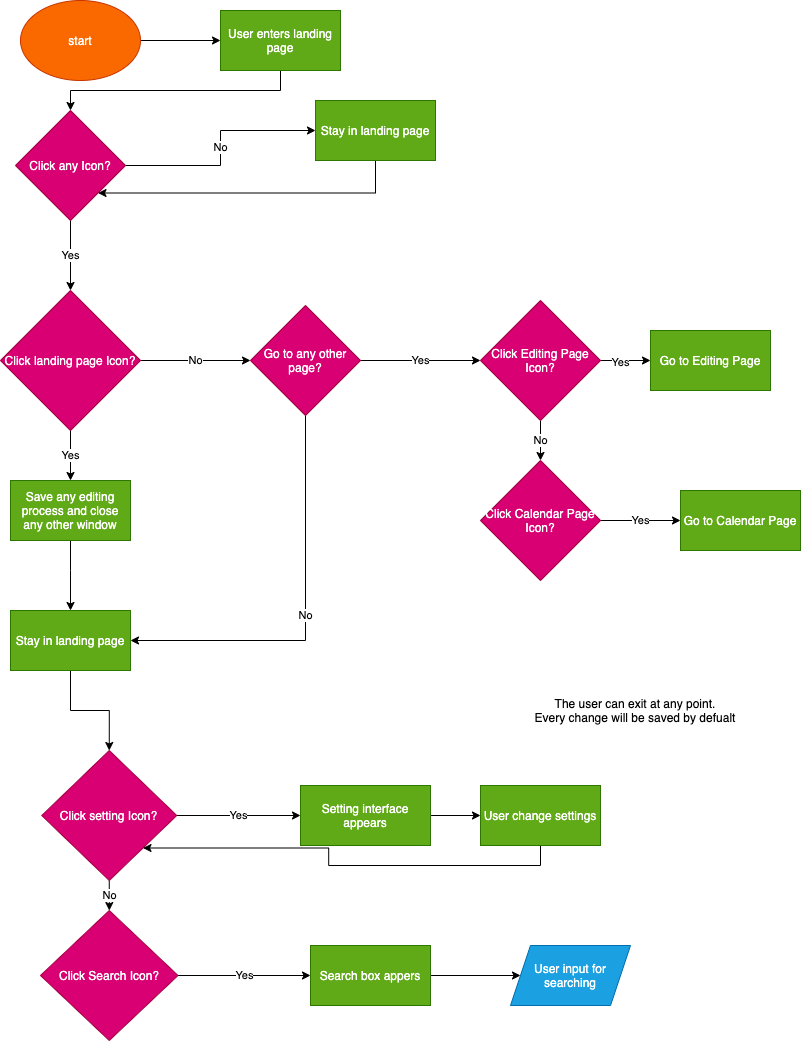 start
User enters landing
page
Stay in landing page
No
Click any Icon?
Yes
Click landing page Icon?
No
Go to any other
page?
Yes
Click Editing Page
Icon?
Yes
Go to Editing Page
No
Yes
Save any editing
process and close
any other window
Click Calendar Page
Icon?
Yes
Go to Calendar Page
No
Stay in landing page
The user can exit at any point.
Every change will be saved by defualt
Click setting Icon?
Yes
Setting interface
appears
User change settings
No
Click Search Icon?
Yes
Search box appers
User input for
searching